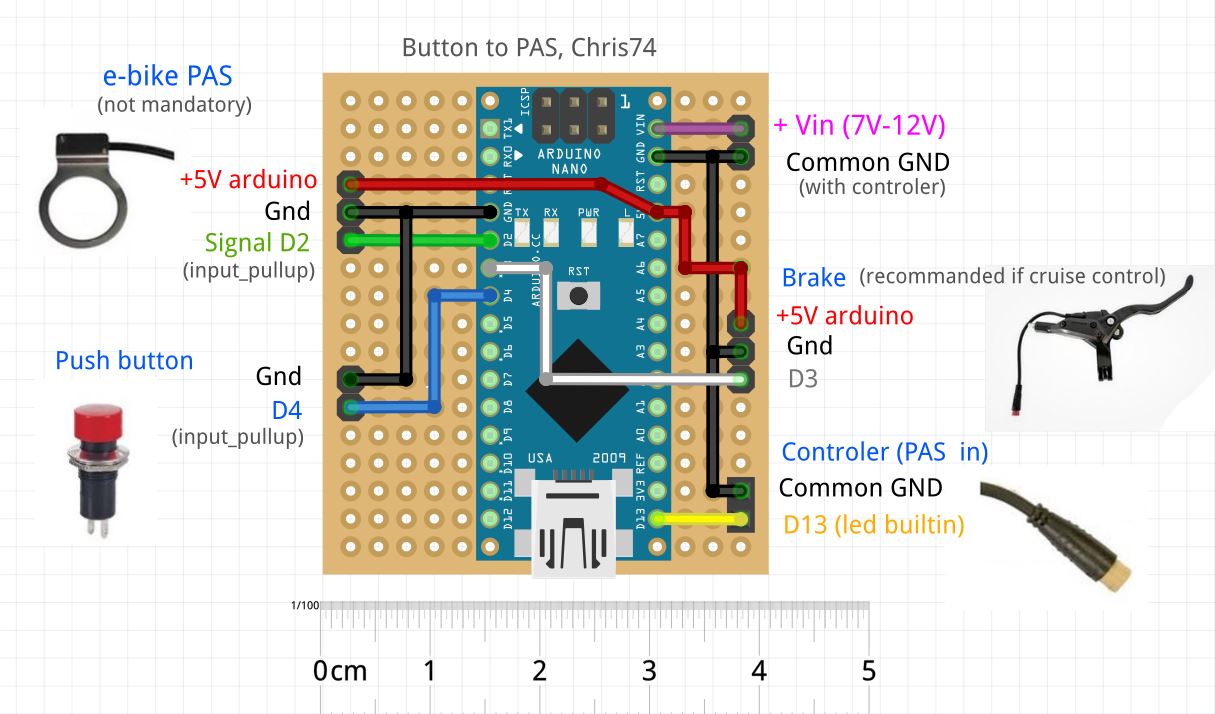 Button to PAS, Chris74
e-bike PAS
(not mandatory)
+5V arduino
Gnd
Signal D2
(input_pullup)
Push button
Gnd
D4
(input_pullup)
ICSP
1
TX1
RX0
ARDUINO
NANO
GND
D2
TX
RX
PWR
L
ARDUINO.CC
RST
D4
D5
D6
D7
D8
D9
D10
D11
D12
VIN
GND
RST
A7
A6
A5
A4
A3
A1
A0
REF
3V3
D13
USA
2009
+ Vin (7V-12V)
Common GND
(with controler)
Brake (recommanded if cruise control)
+5V arduino
Gnd
D3
Controler (PAS in)
Common GND
D13 (led builtin)
1/100
0cm 1 2 3 4 5